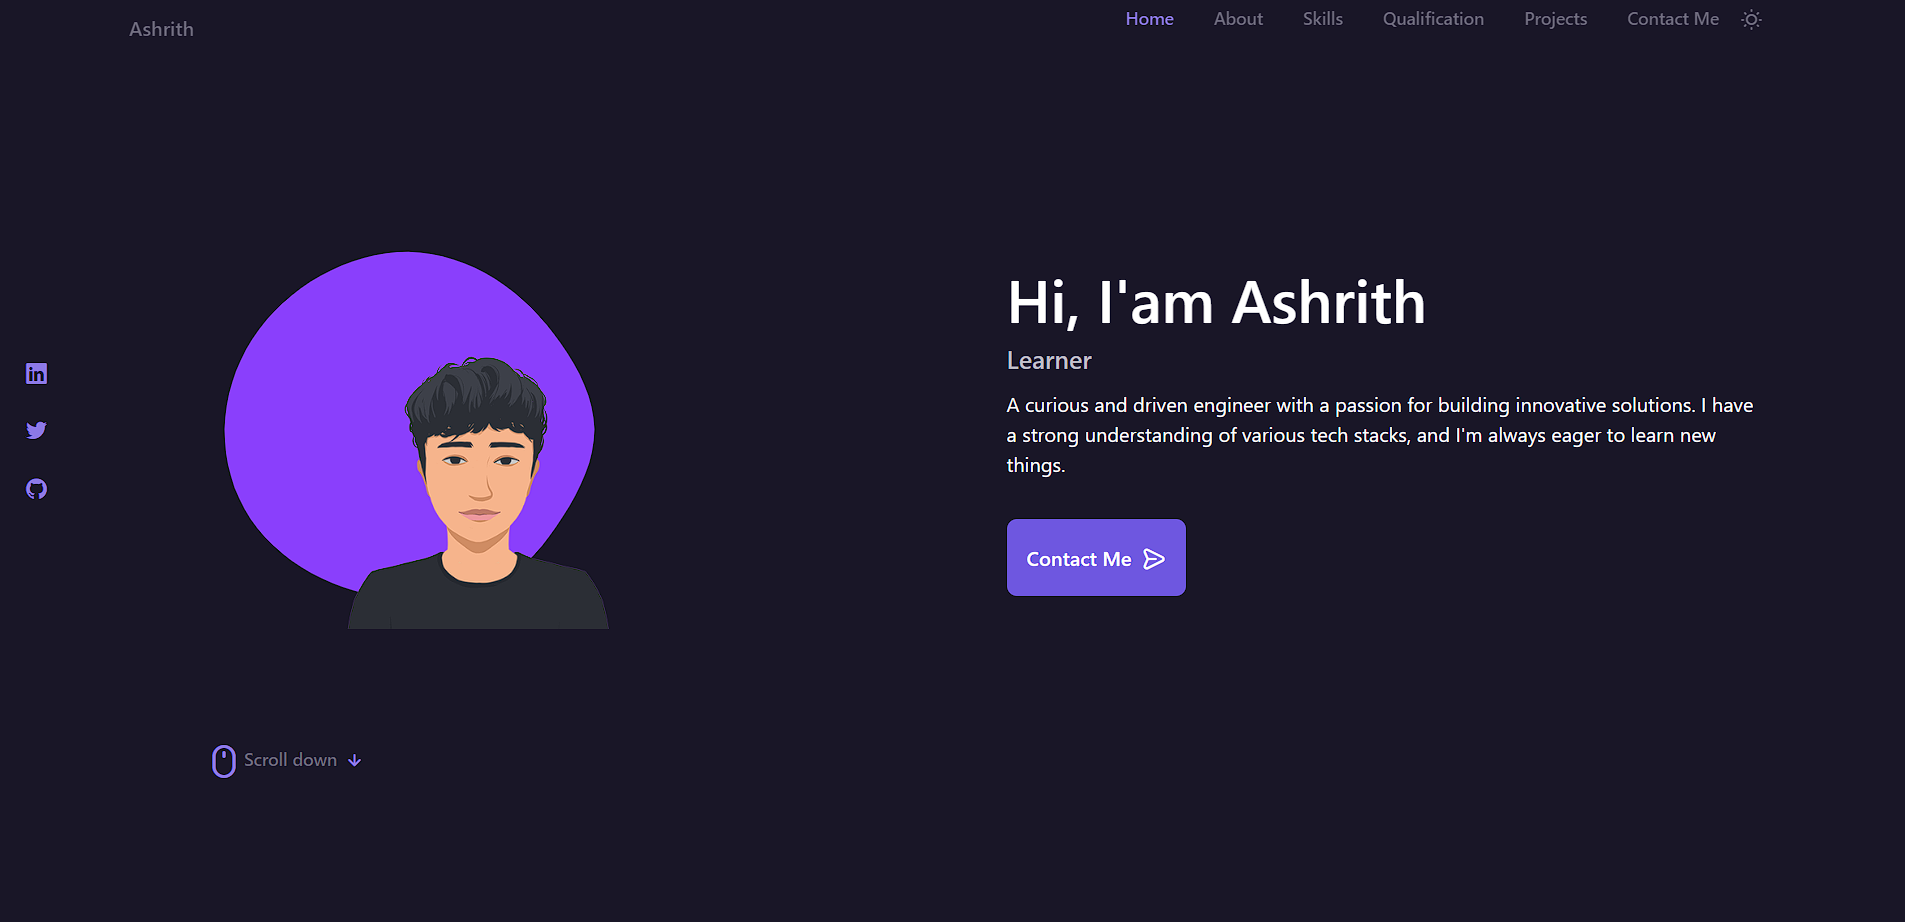 Ashrith
Home About Skills Qualification Projects Contact Me
Hi, I'am Ashrith
Learner
A curious and driven engineer with a passion for building innovative solutions. I have
a strong understanding of various tech stacks, and I'm always eager to learn new
things.
Contact Me
in
Scroll down